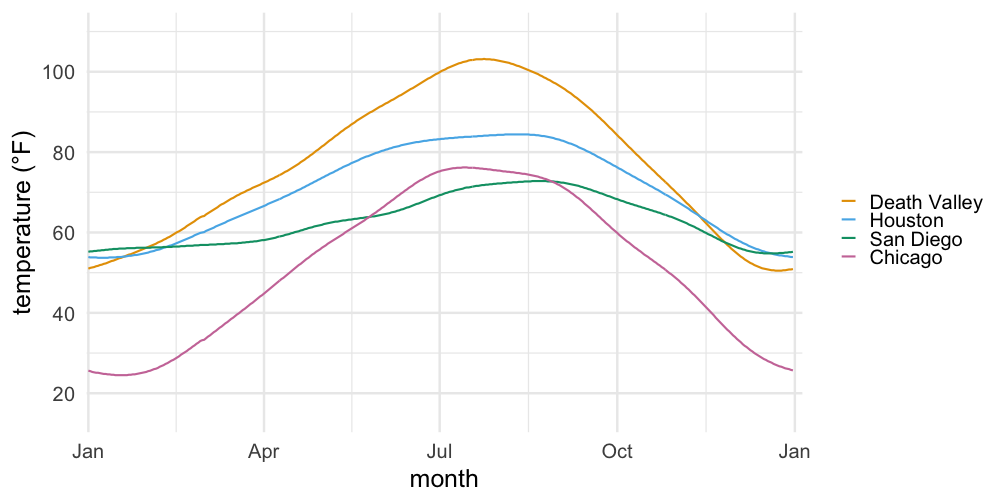 temperature (°F)
100
80
60
40
20
Jan Apr Jul Oct Jan
month
Death Valley
Houston
San Diego
Chicago